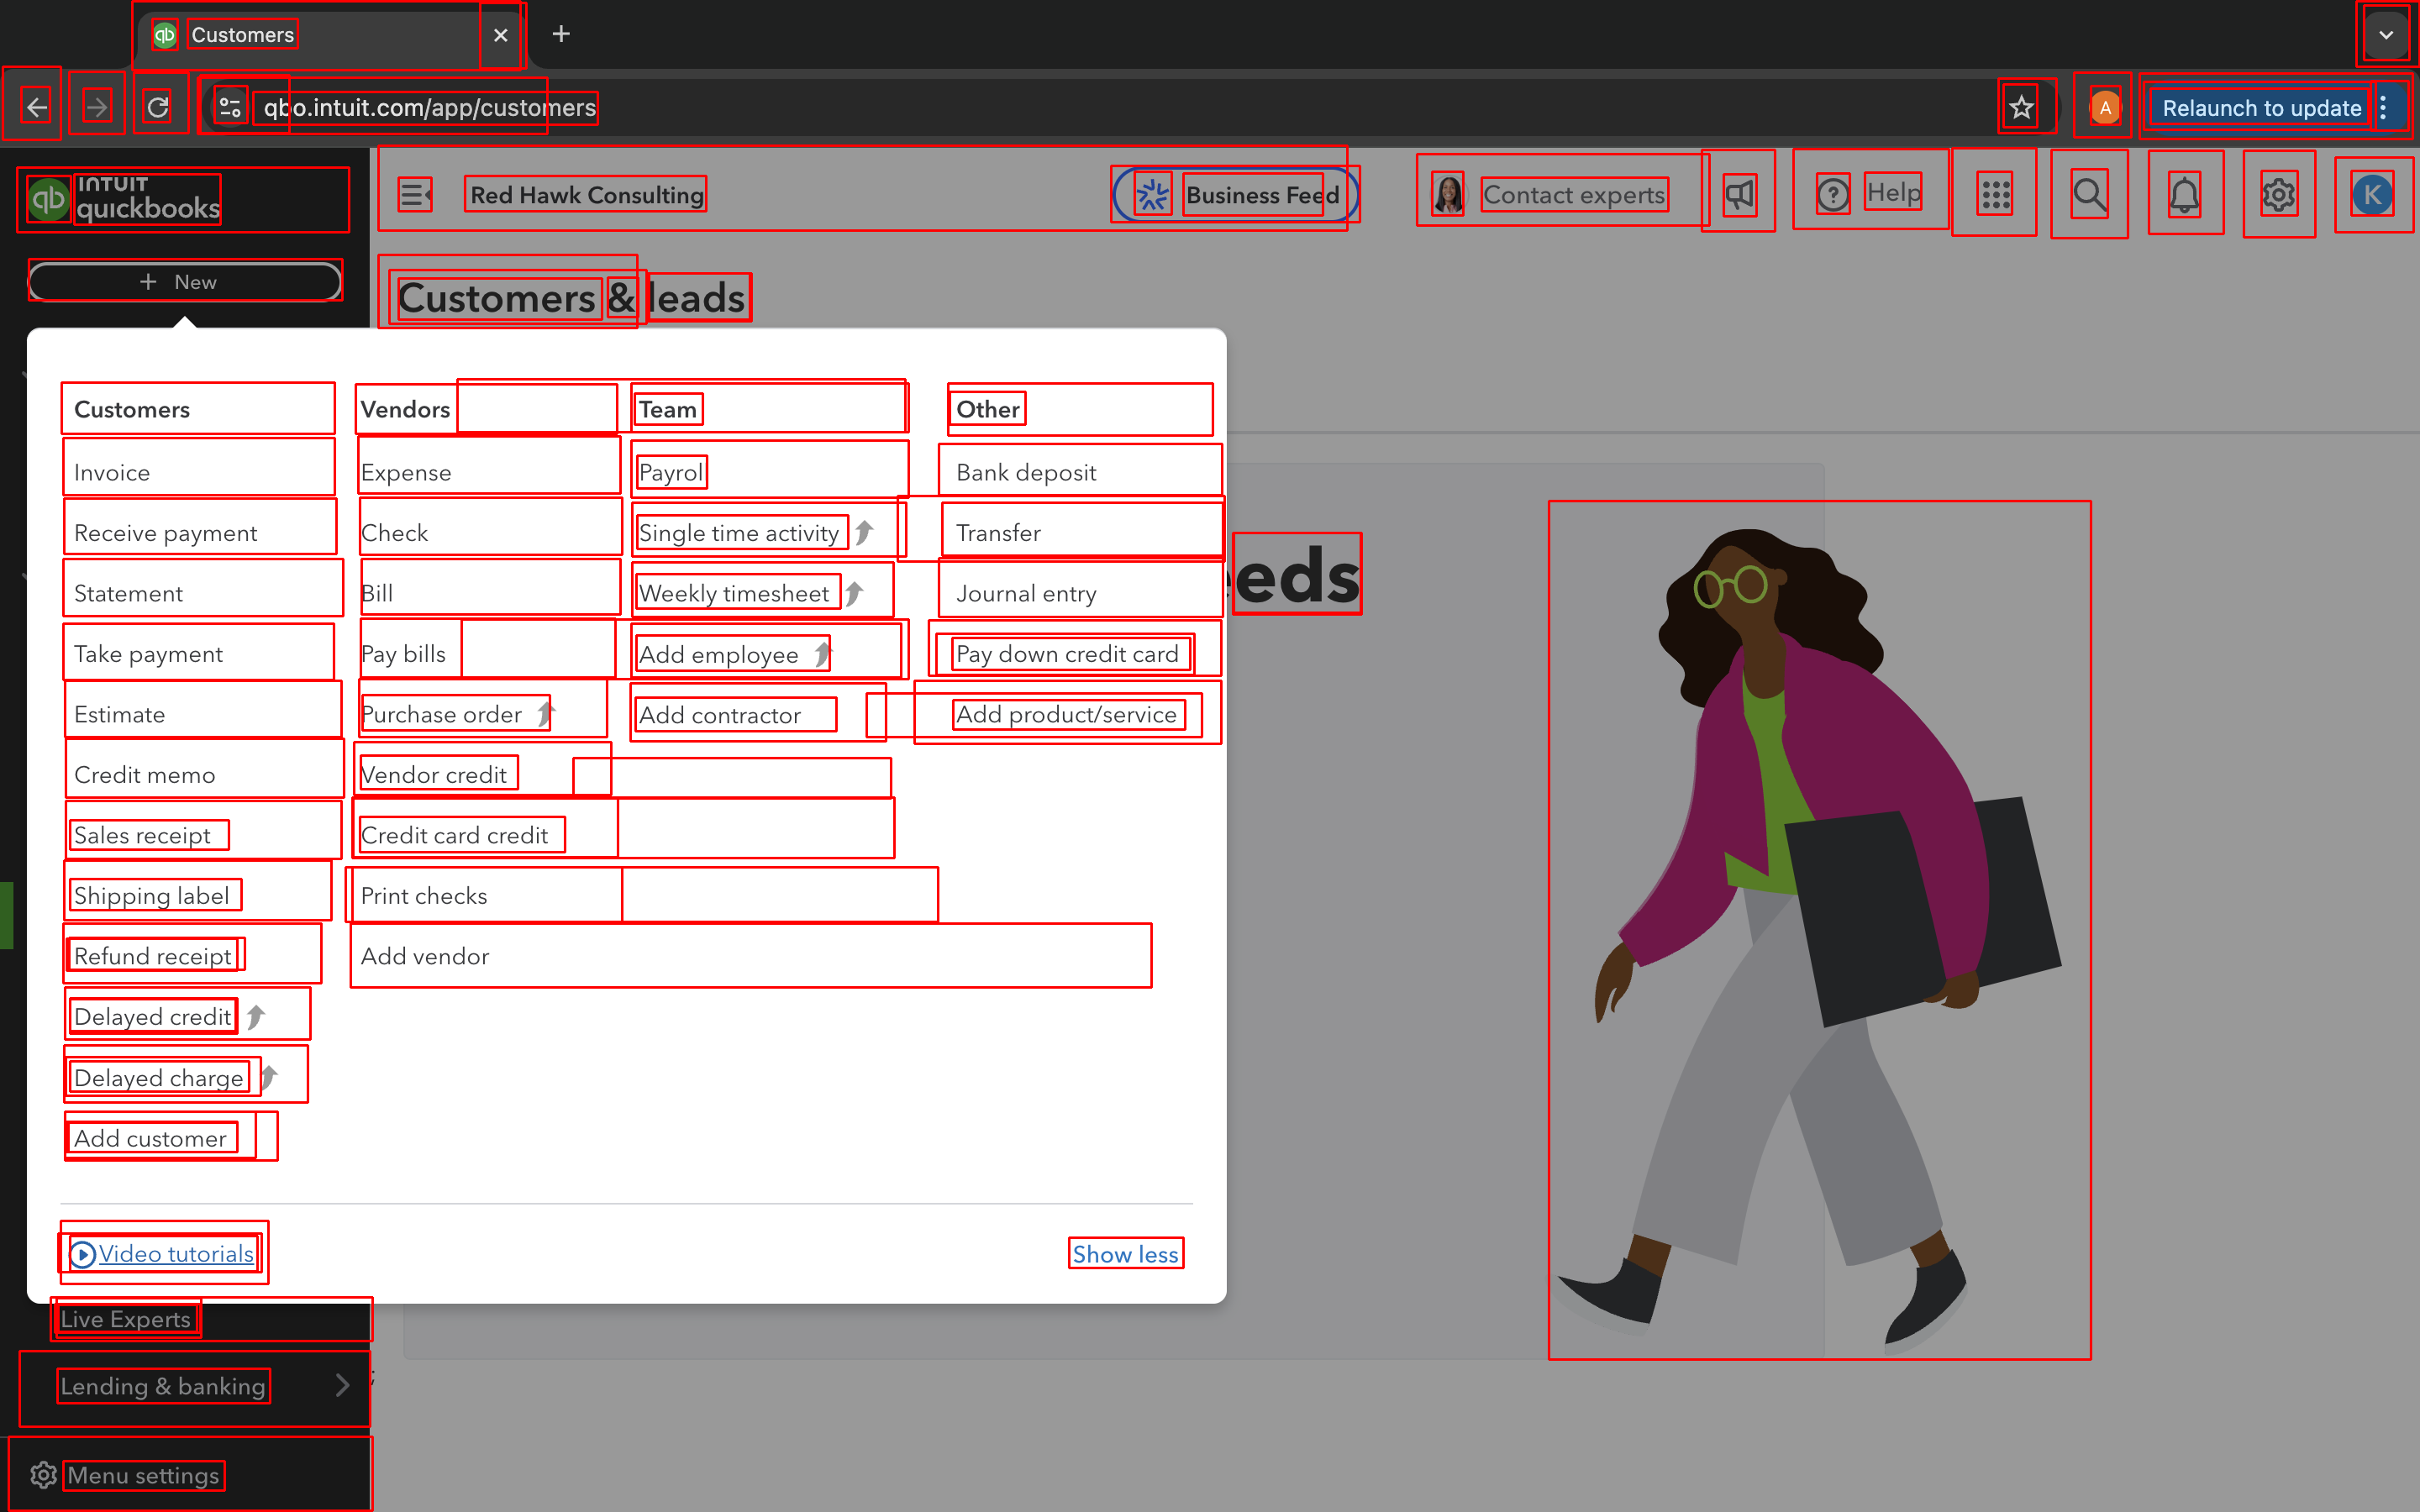 qb Customers
qbo.intuit.com/app/customers
A
Relaunch to update
qb INTUIT
quickbooks
Red Hawk Consulting
Business Feed
Contact experts
Help
K
+ New
Customers & leads
Customers
Invoice
Receive payment
Statement
Take payment
Estimate
Credit memo
Sales receipt
Shipping label
Refund receipt
Delayed credit
Delayed charge
Add customer
Vendors
Expense
Check
Bill
Pay bills
Purchase order
Vendor credit
Credit card credit
Print checks
Add vendor
Team
Payrol
Single time activity
Weekly timesheet
Add employee
Add contractor
Other
Bank deposit
Transfer
Journal entry
Pay down credit card
Add product/service
eeds
Video tutorials
Show less
Live Experts
Lending & banking
Menu settings